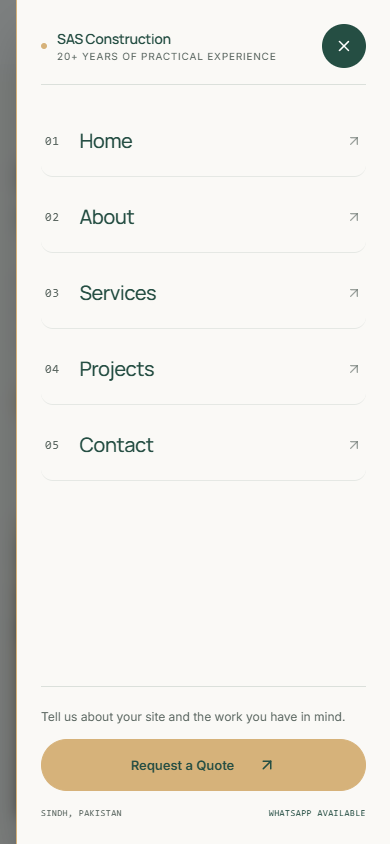 SAS Construction
20+ YEARS OF PRACTICAL EXPERIENCE
01 Home
02 About
03 Services
04 Projects
05 Contact
Tell us about your site and the work you have in mind.
Request a Quote
SINDH, PAKISTAN WHATSAPP AVAILABLE